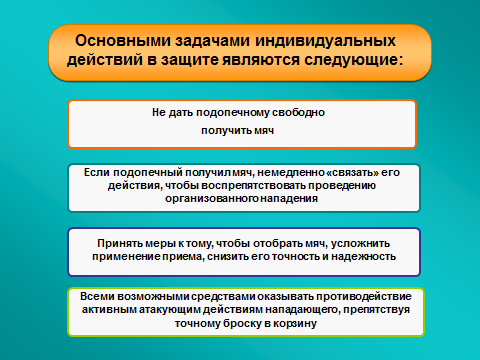 Основными задачами индивидуальных
действий в защите являются следующие:
Не дать подопечному свободно
получить мяч
Если подопечный получил мяч, немедленно «связать» его
действия, чтобы воспрепятствовать проведению
организованного нападения
Принять меры к тому, чтобы отобрать мяч, усложнить
применение приема, снизить его точность и надежность
Всеми возможными средствами оказывать противодействие
активным атакующим действиям нападающего, препятствуя
точному броску в корзину